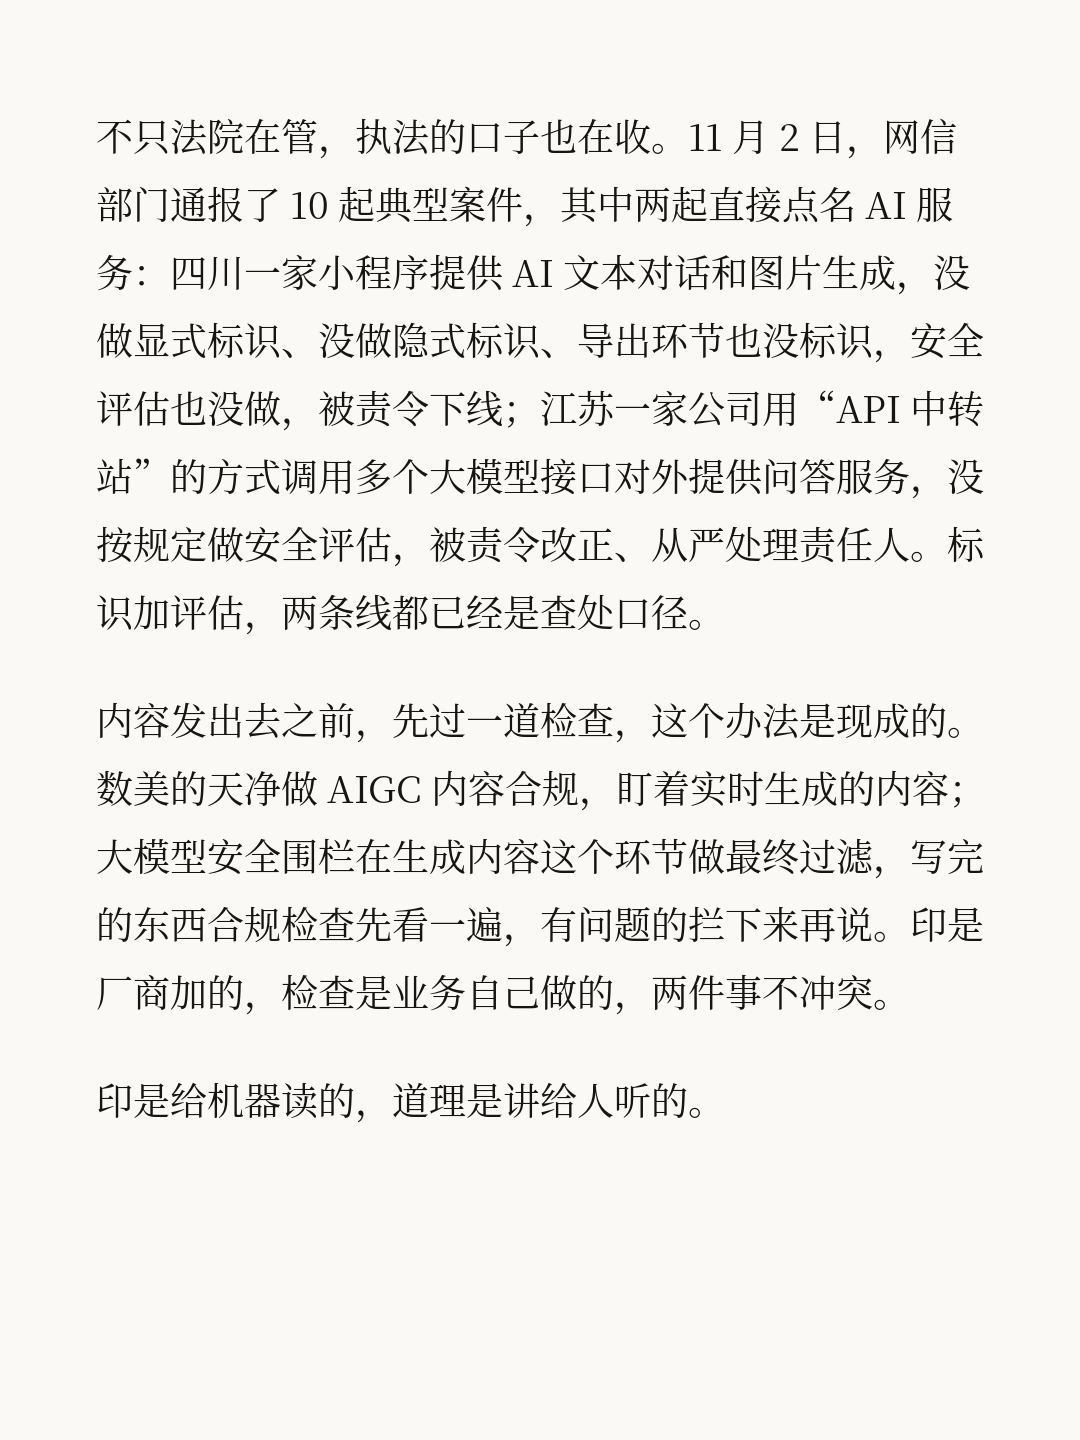 不只法院在管，执法的口子也在收。11 月 2 日，网信
部门通报了 10 起典型案件，其中两起直接点名 AI 服
务：四川一家小程序提供 AI 文本对话和图片生成，没
做显式标识、没做隐式标识、导出环节也没标识，安全
评估也没做，被责令下线；江苏一家公司用“API 中转
站”的方式调用多个大模型接口对外提供问答服务，没
按规定做安全评估，被责令改正、从严处理责任人。标
识加评估，两条线都已经是查处口径。
内容发出去之前，先过一道检查，这个办法是现成的。
数美的天净做 AIGC 内容合规，盯着实时生成的内容；
大模型安全围栏在生成内容这个环节做最终过滤，写完
的东西合规检查先看一遍，有问题的拦下来再说。印是
厂商加的，检查是业务自己做的，两件事不冲突。
印是给机器读的，道理是讲给人听的。